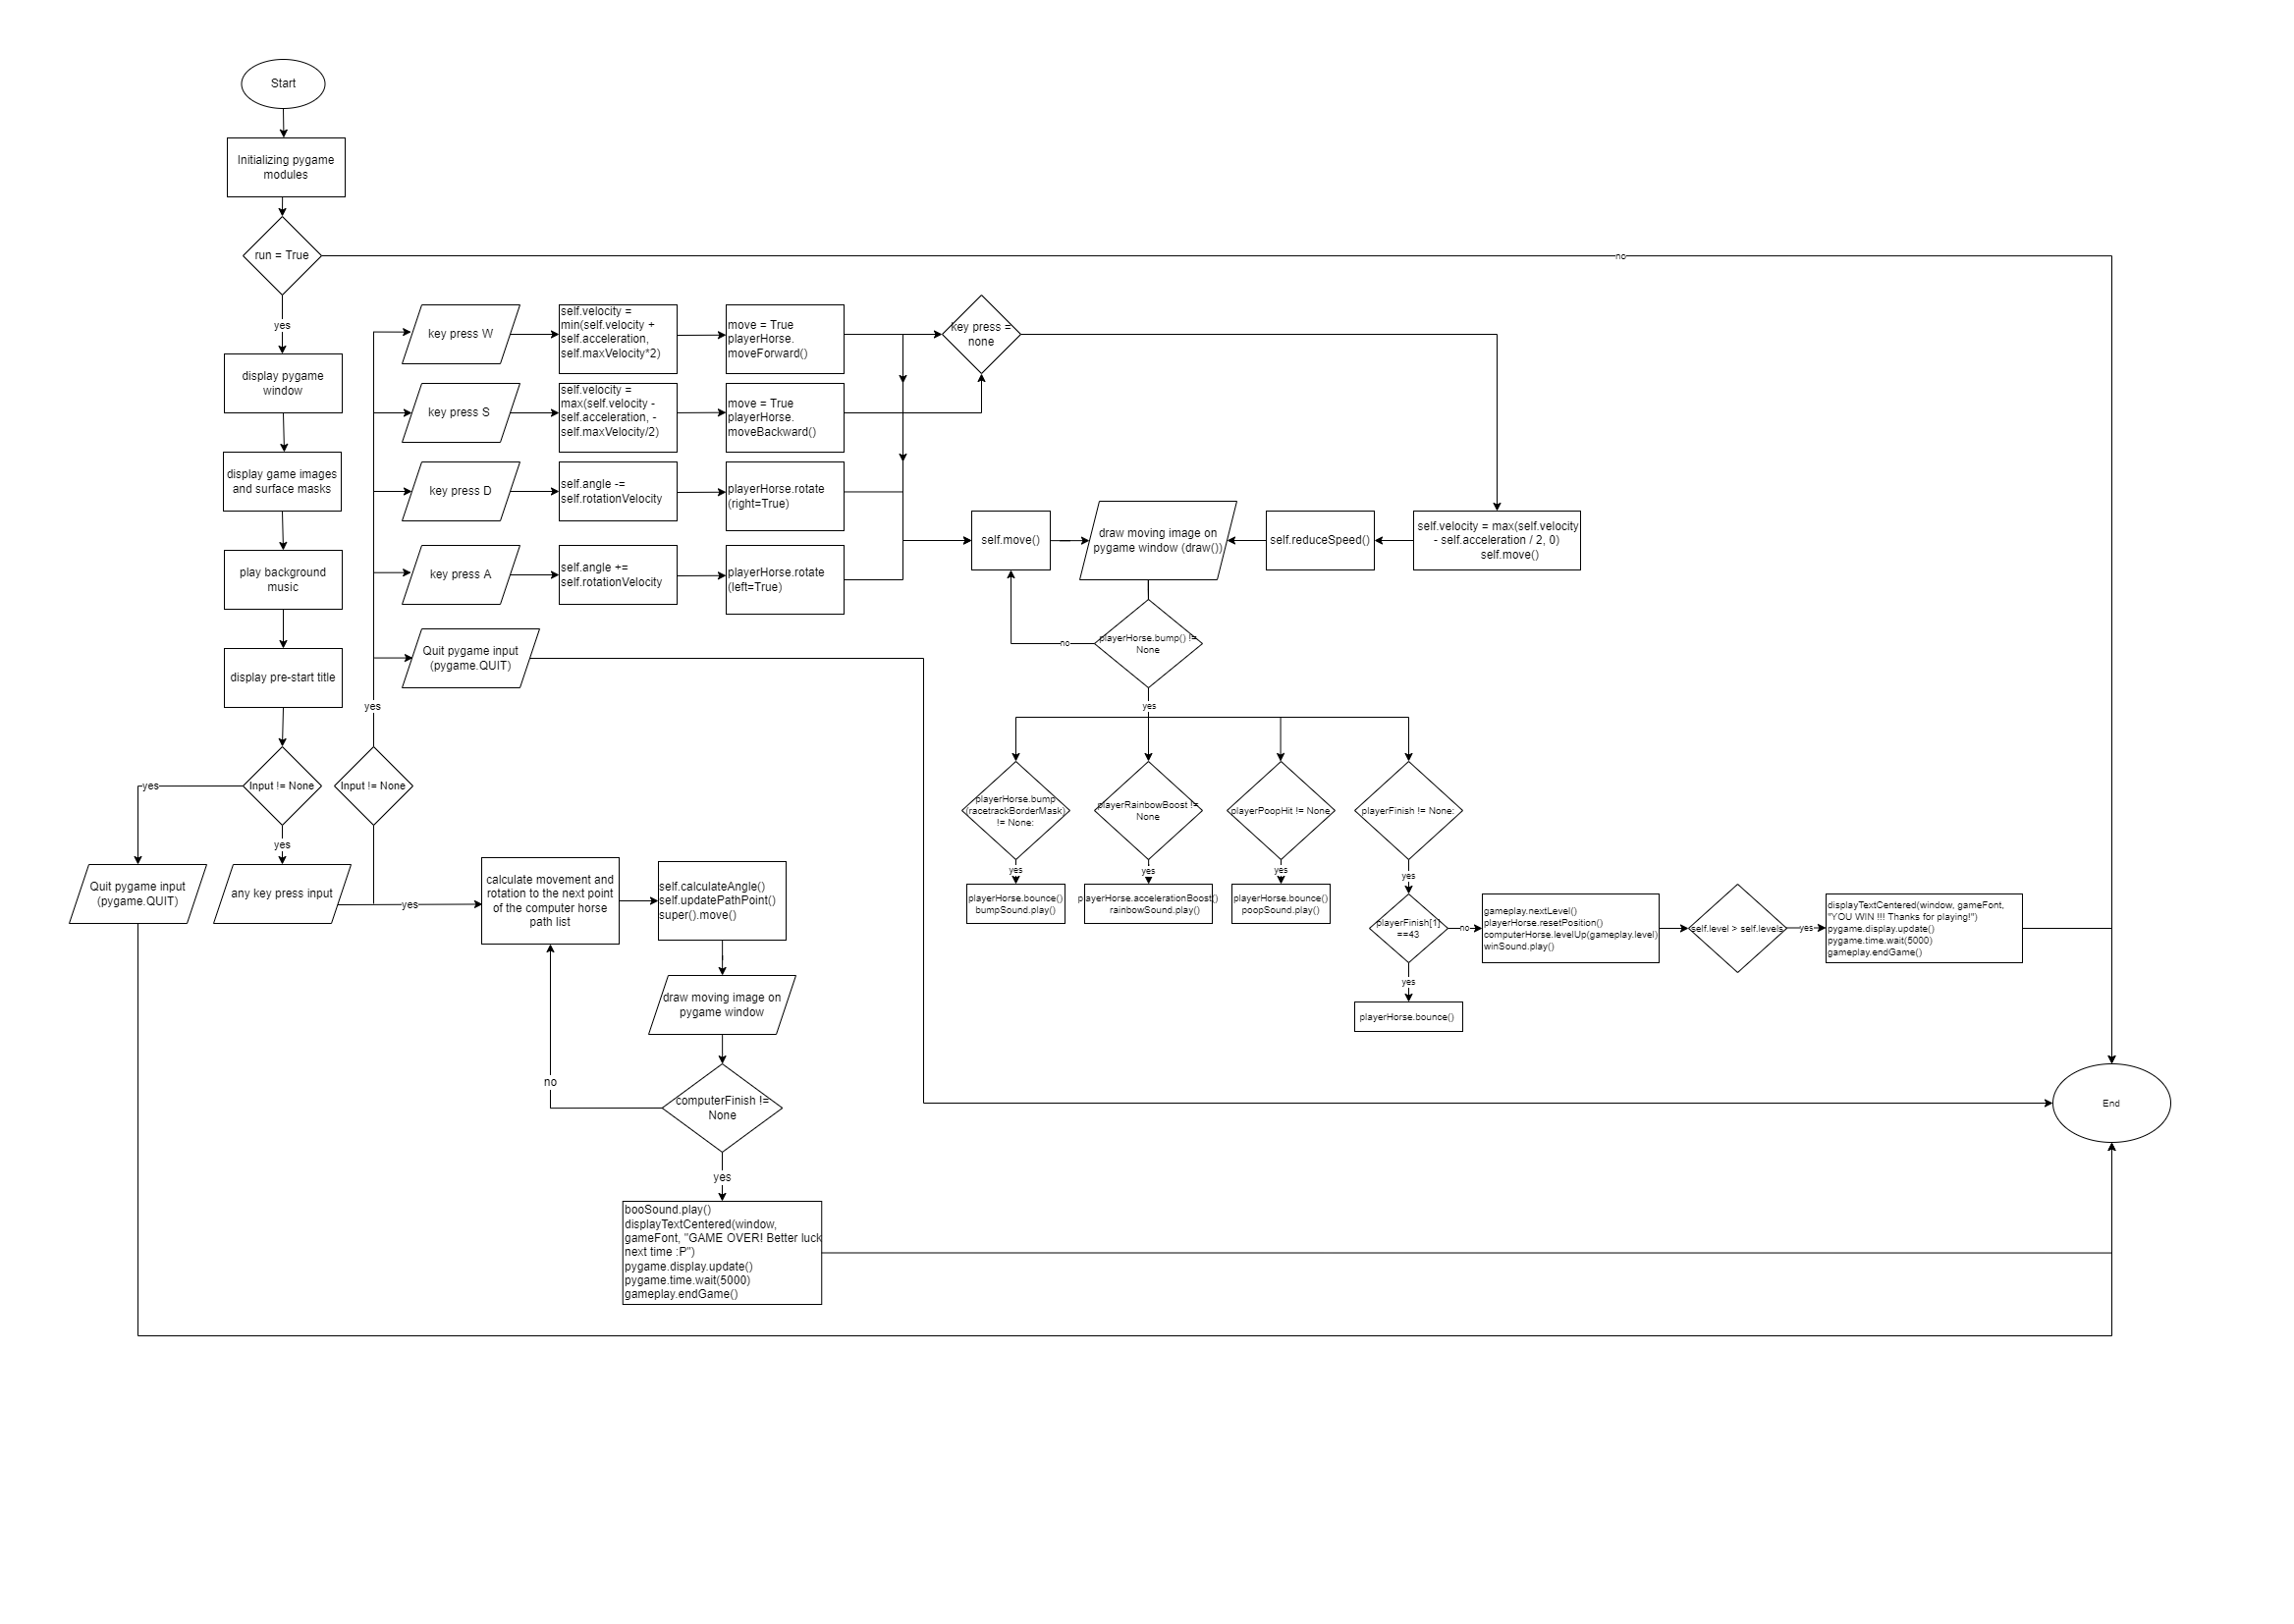 Start
Initializing pygame
modules
run = True
no
yes
display pygame
window
display game images
and surface masks
play background
music
display pre-start title
Input != None
yes
yes
Quit pygame input
(pygame.QUIT)
any key press input
Input != None
yes
yes
key press W
self.velocity =
min(self.velocity +
self.acceleration,
self.maxVelocity*2)
move = True
playerHorse.
moveForward()
key press =
none
key press S
self.velocity =
max(self.velocity -
self.acceleration, -
self.maxVelocity/2)
move = True
playerHorse.
moveBackward()
key press D
self.angle -=
self.rotationVelocity
playerHorse.rotate
(right=True)
key press A
self.angle +=
self.rotationVelocity
playerHorse.rotate
(left=True)
Quit pygame input
(pygame.QUIT)
self.move()
draw moving image on
pygame window (draw())
self.reduceSpeed()
self.velocity = max(self.velocity
- self.acceleration / 2, 0)
self.move()
playerHorse.bump() !=
None
no
yes
playerHorse.bump
(racetrackBorderMask)
!= None:
yes
playerHorse.bounce()
bumpSound.play()
playerRainbowBoost !=
None
yes
playerHorse.accelerationBoost()
rainbowSound.play()
playerPoopHit != None
yes
playerHorse.bounce()
poopSound.play()
playerFinish != None:
yes
playerFinish[1]
==43
no
yes
playerHorse.bounce()
gameplay.nextLevel()
playerHorse.resetPosition()
computerHorse.levelUp(gameplay.level)
winSound.play()
self.level > self.levels
yes
displayTextCentered(window, gameFont,
"YOU WIN !!! Thanks for playing!")
pygame.display.update()
pygame.time.wait(5000)
gameplay.endGame()
calculate movement and
rotation to the next point
of the computer horse
path list
self.calculateAngle()
self.updatePathPoint()
super().move()
draw moving image on
pygame window
computerFinish !=
None
no
yes
booSound.play()
displayTextCentered(window,
gameFont, "GAME OVER! Better luck
next time :P")
pygame.display.update()
pygame.time.wait(5000)
gameplay.endGame()
End